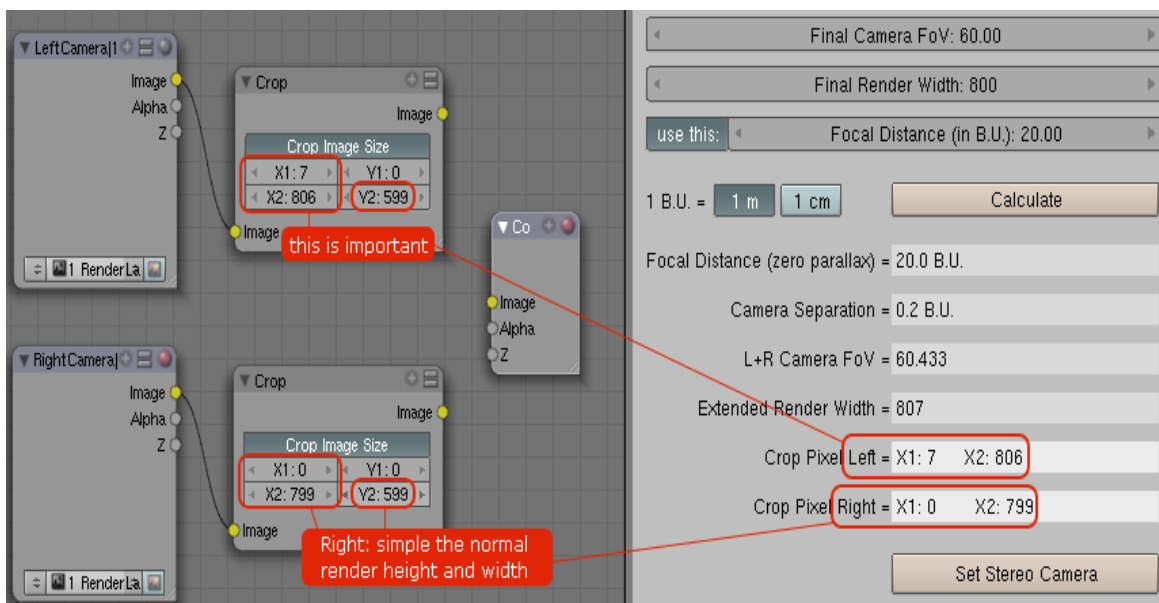 LeftCamera|1
Image
Alpha
Z
1 RenderLa
Crop
Image
Crop Image Size
X1: 7 Y1: 0
X2: 806 Y2: 599
Image
this is important
Co
Image
Alpha
Z
RightCamera|
Image
Alpha
Z
1 RenderLa
Crop
Image
Crop Image Size
X1: 0 Y1: 0
X2: 799 Y2: 599
Image
Right: simple the normal
render height and width
Final Camera FoV: 60.00
Final Render Width: 800
use this: Focal Distance (in B.U.): 20.00
1 B.U. = 1 m 1 cm Calculate
Focal Distance (zero parallax) = 20.0 B.U.
Camera Separation = 0.2 B.U.
L+R Camera FoV = 60.433
Extended Render Width = 807
Crop Pixel Left = X1: 7 X2: 806
Crop Pixel Right = X1: 0 X2: 799
Set Stereo Camera